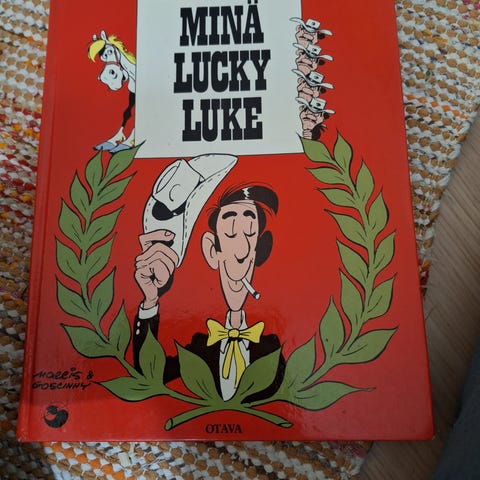 MINÄ
LUCKY
LUKE
MORRIS &
GOSCINNY
OTAVA